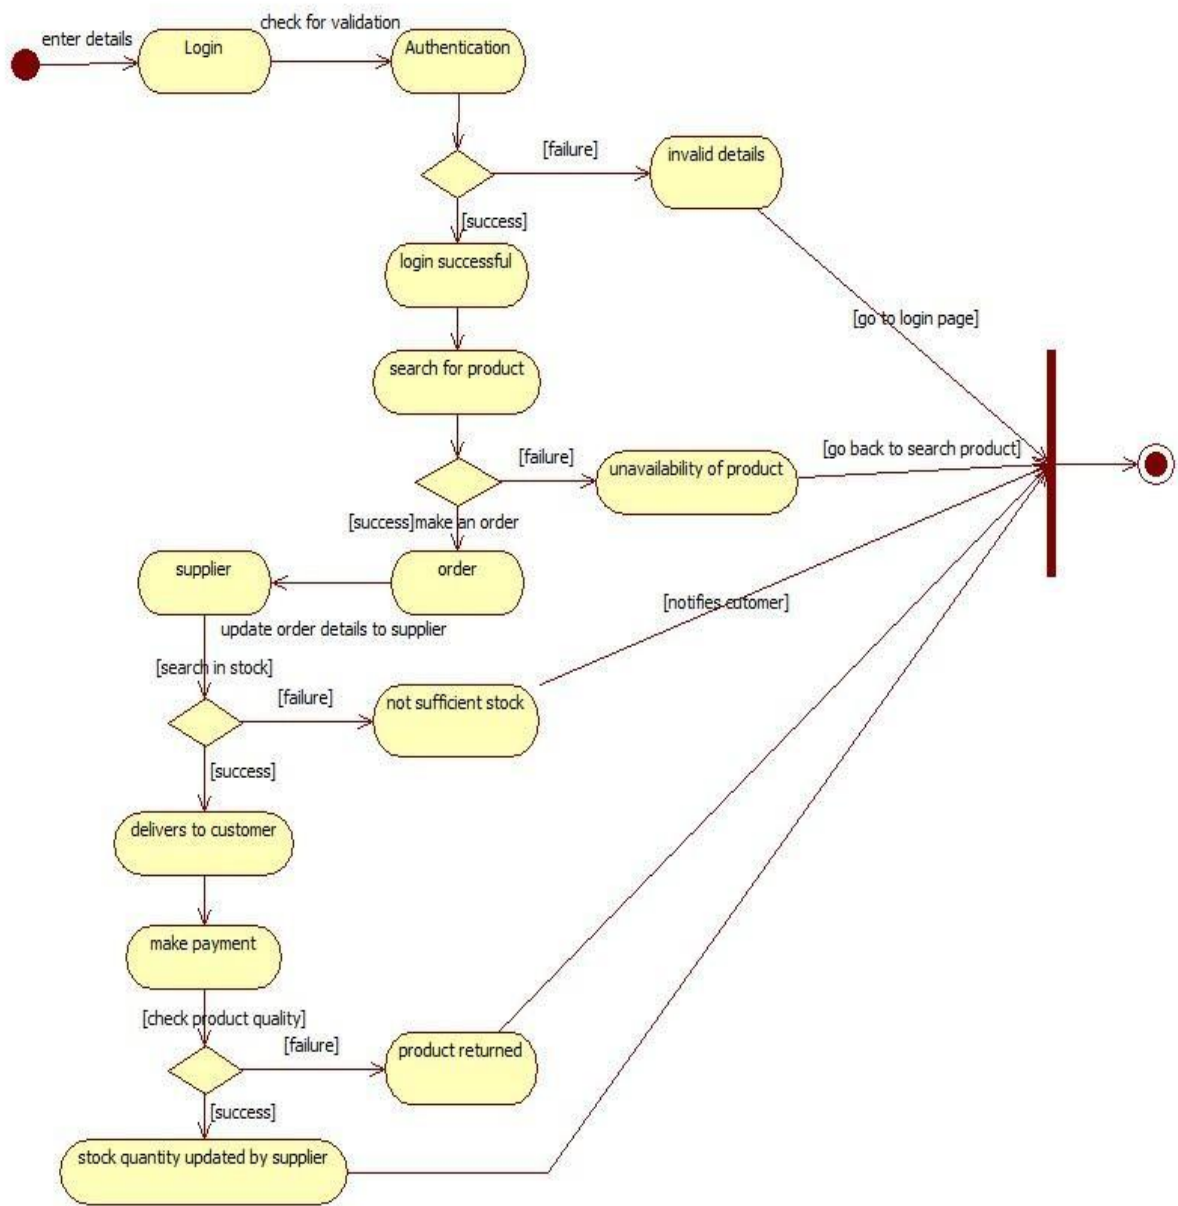 enter details
Login
check for validation
Authentication
[failure]
invalid details
[success]
login successful
[go to login page]
search for product
[failure]
unavailability of product
[go back to search product]
[success]make an order
supplier
order
[notifies cutomer]
update order details to supplier
[search in stock]
[failure]
not sufficient stock
[success]
delivers to customer
make payment
[check product quality]
[failure]
product returned
[success]
stock quantity updated by supplier